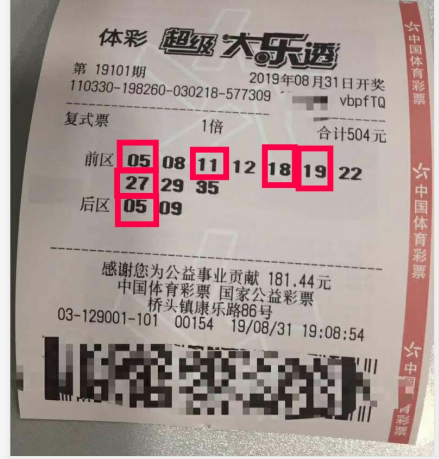 体彩 超级大乐透
第 19101期 2019年08月31日开奖
110330-198260-030218-577309 vbpfTQ
复式票 1倍 合计504元
前区 05 08 11 12 18 19 22
27 29 35
后区 05 09
感谢您为公益事业贡献 181.44元
中国体育彩票 国家公益彩票
桥头镇康乐路86号
03-129001-101 00154 19/08/31 19:08:54
中国体育彩票
中国体育彩票
中国体育彩票